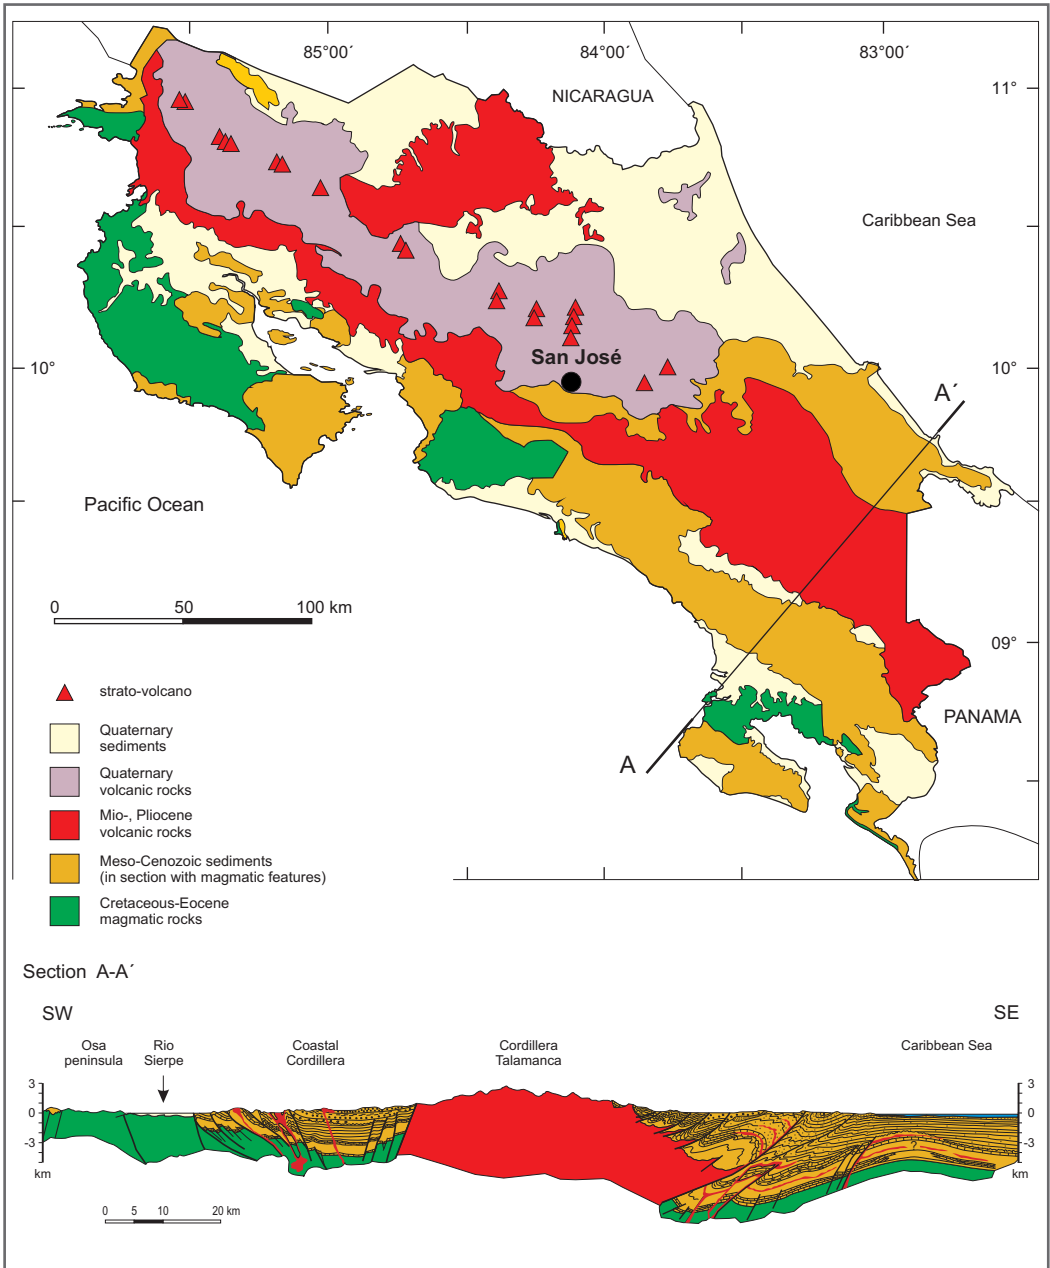 85°00´
84°00´
83°00´
11°
NICARAGUA
Caribbean Sea
San José
10°
10°
A´
Pacific Ocean
0 50 100 km
09°
strato-volcano
PANAMA
Quaternary
sediments
A
Quaternary
volcanic rocks
Mio-, Pliocene
volcanic rocks
Meso-Cenozoic sediments
(in section with magmatic features)
Cretaceous-Eocene
magmatic rocks
Section A-A´
SW
SE
Osa
peninsula
Rio
Sierpe
Coastal
Cordillera
Cordillera
Talamanca
Caribbean Sea
3
0
-3
km
3
0
-3
km
?
0 5 10 20 km